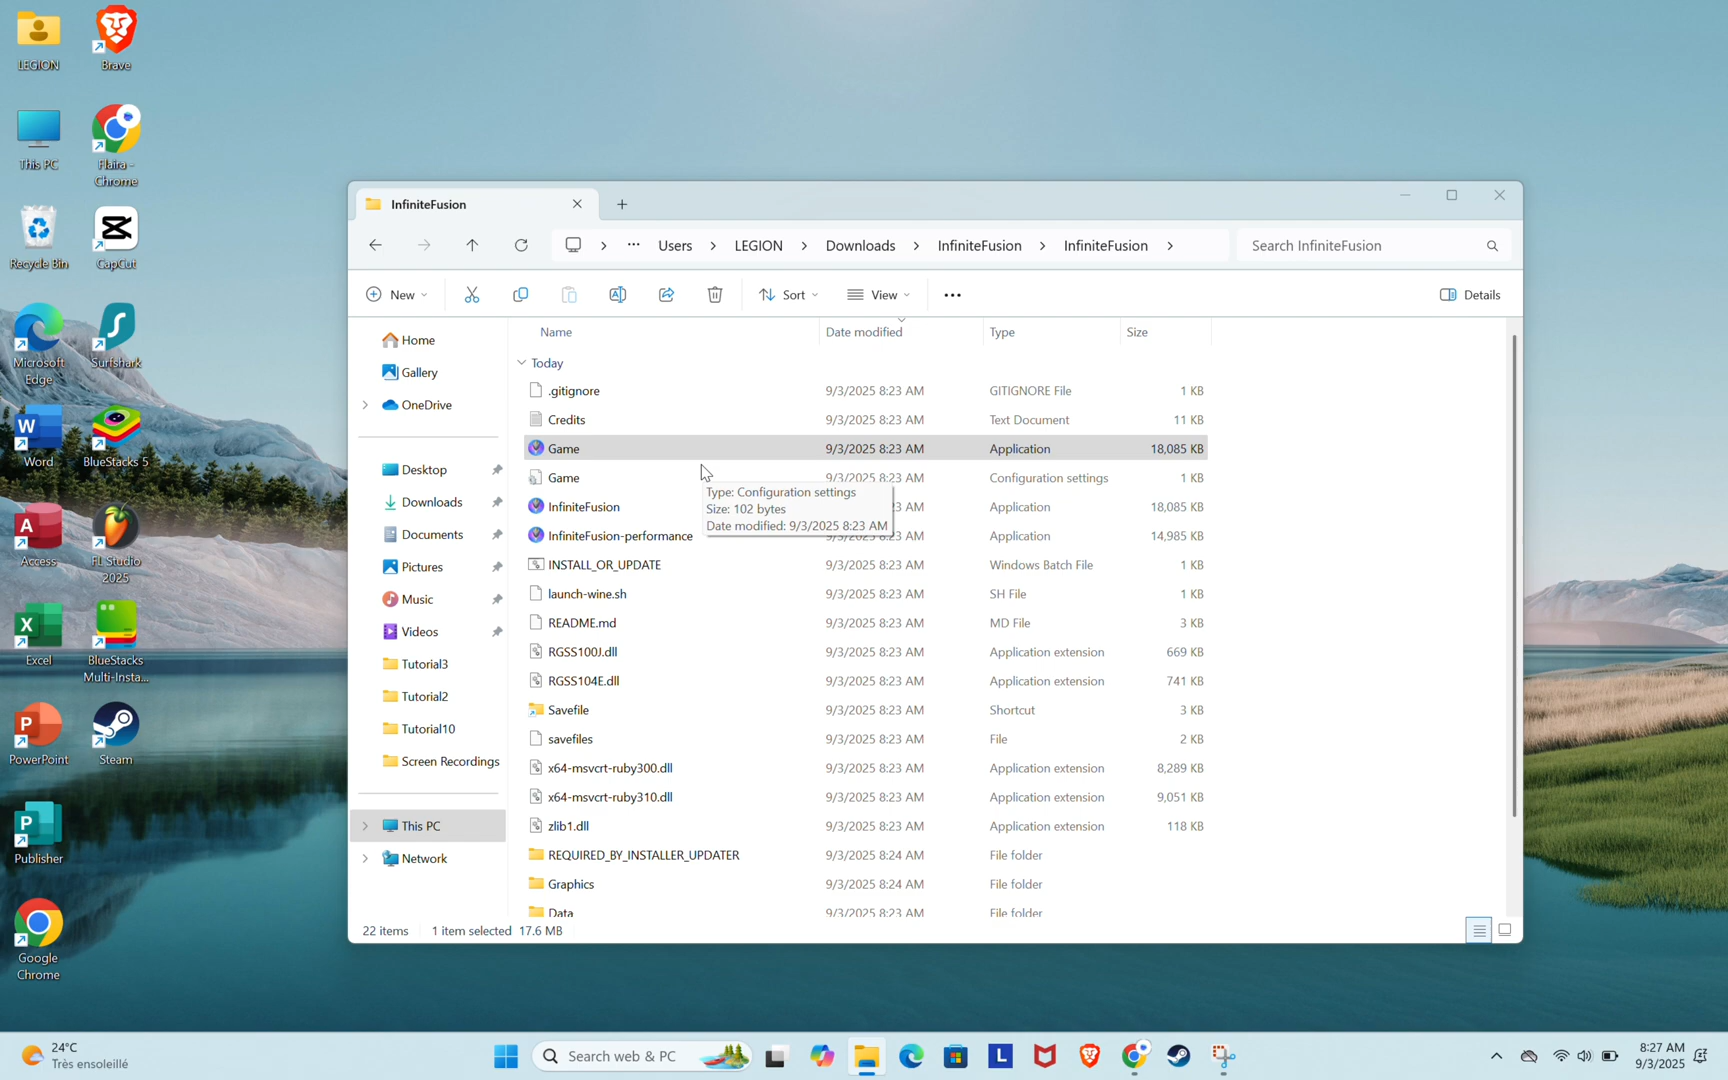 LEGION
Brave
This PC
Flaira -
Chrome
Recycle Bin
CapCut
Microsoft
Edge
Surfshark
Word
BlueStacks 5
Access
FL Studio
2025
Excel
BlueStacks
Multi-Insta...
PowerPoint
Steam
Publisher
Google
Chrome
InfiniteFusion
Users > LEGION > Downloads > InfiniteFusion > InfiniteFusion >
Search InfiniteFusion
New
Sort
View
Details
Home
Gallery
OneDrive
Desktop
Downloads
Documents
Pictures
Music
Videos
Tutorial3
Tutorial2
Tutorial10
Screen Recordings
This PC
Network
Name Date modified Type Size
Today
.gitignore 9/3/2025 8:23 AM GITIGNORE File 1 KB
Credits 9/3/2025 8:23 AM Text Document 11 KB
Game 9/3/2025 8:23 AM Application 18,085 KB
Game 9/3/2025 8:23 AM Configuration settings 1 KB
InfiniteFusion 3 AM Application 18,085 KB
InfiniteFusion-performance 9/3/2025 8:23 AM Application 14,985 KB
Type: Configuration settings
Size: 102 bytes
Date modified: 9/3/2025 8:23 AM
INSTALL_OR_UPDATE 9/3/2025 8:23 AM Windows Batch File 1 KB
launch-wine.sh 9/3/2025 8:23 AM SH File 1 KB
README.md 9/3/2025 8:23 AM MD File 3 KB
RGSS100J.dll 9/3/2025 8:23 AM Application extension 669 KB
RGSS104E.dll 9/3/2025 8:23 AM Application extension 741 KB
Savefile 9/3/2025 8:23 AM Shortcut 3 KB
savefiles 9/3/2025 8:23 AM File 2 KB
x64-msvcrt-ruby300.dll 9/3/2025 8:23 AM Application extension 8,289 KB
x64-msvcrt-ruby310.dll 9/3/2025 8:23 AM Application extension 9,051 KB
zlib1.dll 9/3/2025 8:23 AM Application extension 118 KB
REQUIRED_BY_INSTALLER_UPDATER 9/3/2025 8:24 AM File folder
Graphics 9/3/2025 8:24 AM File folder
Data 9/3/2025 8:24 AM File folder
22 items 1 item selected 17.6 MB
24°C
Très ensoleillé
Search web & PC
8:27 AM
9/3/2025